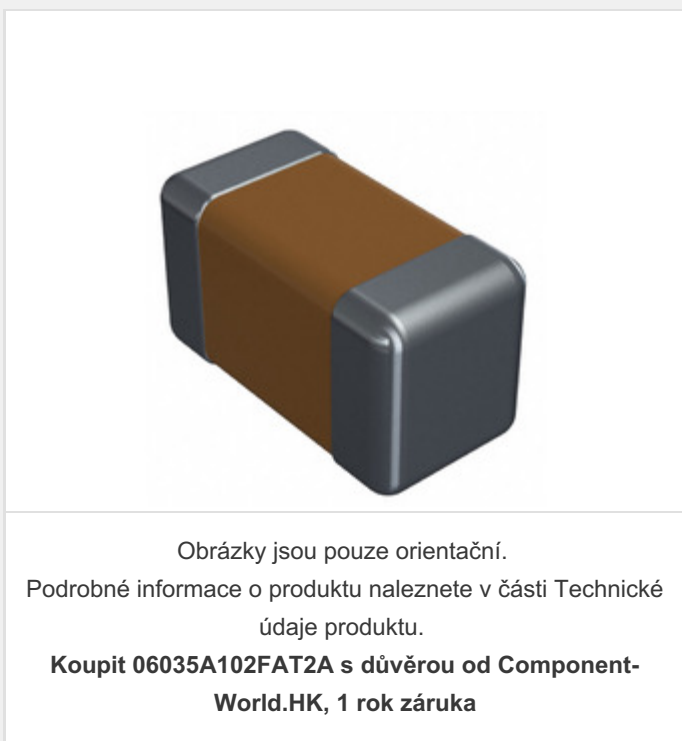 Obrázky jsou pouze orientační.
Podrobné informace o produktu naleznete v části Technické
údaje produktu.
Koupit 06035A102FAT2A s důvěrou od Component-
World.HK, 1 rok záruka